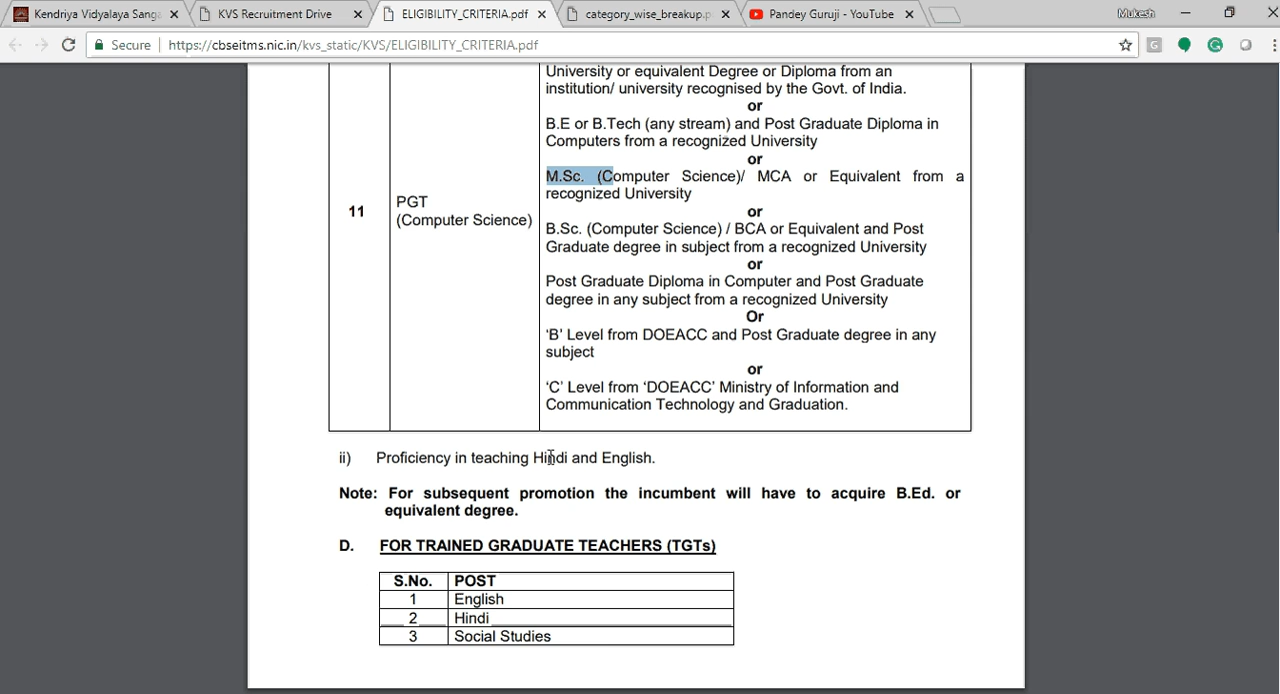 Kendriya Vidyalaya Sang
KVS Recruitment Drive
ELIGIBILITY_CRITERIA.pdf
category_wise_breakup.p
Pandey Guruji - YouTube
Mukesh
Secure
https://cbseitms.nic.in/kvs_static/KVS/ELIGIBILITY_CRITERIA.pdf
University or equivalent Degree or Diploma from an
institution/ university recognised by the Govt. of India.
or
B.E or B.Tech (any stream) and Post Graduate Diploma in
Computers from a recognized University
or
M.Sc. (Computer Science)/ MCA or Equivalent from a
recognized University
or
11
PGT
(Computer Science)
B.Sc. (Computer Science) / BCA or Equivalent and Post
Graduate degree in subject from a recognized University
or
Post Graduate Diploma in Computer and Post Graduate
degree in any subject from a recognized University
Or
‘B’ Level from DOEACC and Post Graduate degree in any
subject
or
‘C’ Level from ‘DOEACC’ Ministry of Information and
Communication Technology and Graduation.
ii) Proficiency in teaching Hindi and English.
Note: For subsequent promotion the incumbent will have to acquire B.Ed. or
equivalent degree.
D. FOR TRAINED GRADUATE TEACHERS (TGTs)
S.No. POST
1 English
2 Hindi
3 Social Studies